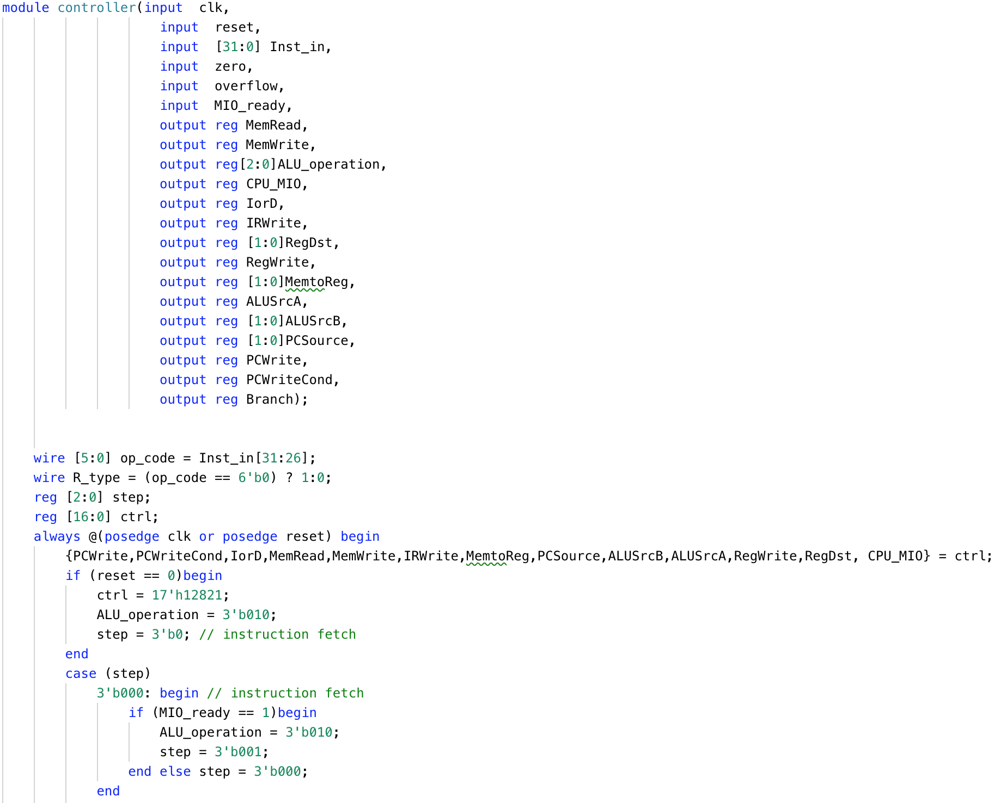 module controller(input  clk,
                    input  reset,
                    input  [31:0] Inst_in,
                    input  zero,
                    input  overflow,
                    input  MIO_ready,
                    output reg MemRead,
                    output reg MemWrite,
                    output reg[2:0]ALU_operation,
                    output reg CPU_MIO,
                    output reg IorD,
                    output reg IRWrite,
                    output reg [1:0]RegDst,
                    output reg RegWrite,
                    output reg [1:0]MemtoReg,
                    output reg ALUSrcA,
                    output reg [1:0]ALUSrcB,
                    output reg [1:0]PCSource,
                    output reg PCWrite,
                    output reg PCWriteCond,
                    output reg Branch);
    wire [5:0] op_code = Inst_in[31:26];
    wire R_type = (op_code == 6'b0) ? 1:0;
    reg [2:0] step;
    reg [16:0] ctrl;
    always @(posedge clk or posedge reset) begin
        {PCWrite,PCWriteCond,IorD,MemRead,MemWrite,IRWrite,MemtoReg,PCSource,ALUSrcB,ALUSrcA,RegWrite,RegDst, CPU_MIO} = ctrl;
        if (reset == 0)begin
            ctrl = 17'h12821;
            ALU_operation = 3'b010;
            step = 3'b0; // instruction fetch
        end
        case (step)
            3'b000: begin // instruction fetch
                if (MIO_ready == 1)begin
                    ALU_operation = 3'b010;
                    step = 3'b001;
                end else step = 3'b000;
            end